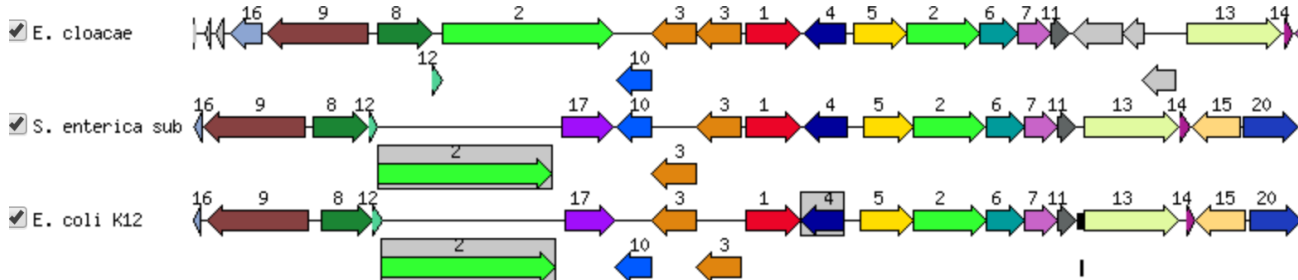 16 9 8 2 3 3 1 4 5 2 6 7 11 13 14
E. cloacae
12 10
16 9 8 12 17 10 3 1 4 5 2 6 7 11 13 14 15 20
S. enterica sub
2 3
16 9 8 12 17 3 1 4 5 2 6 7 11 13 14 15 20
E. coli K12
2 10 3